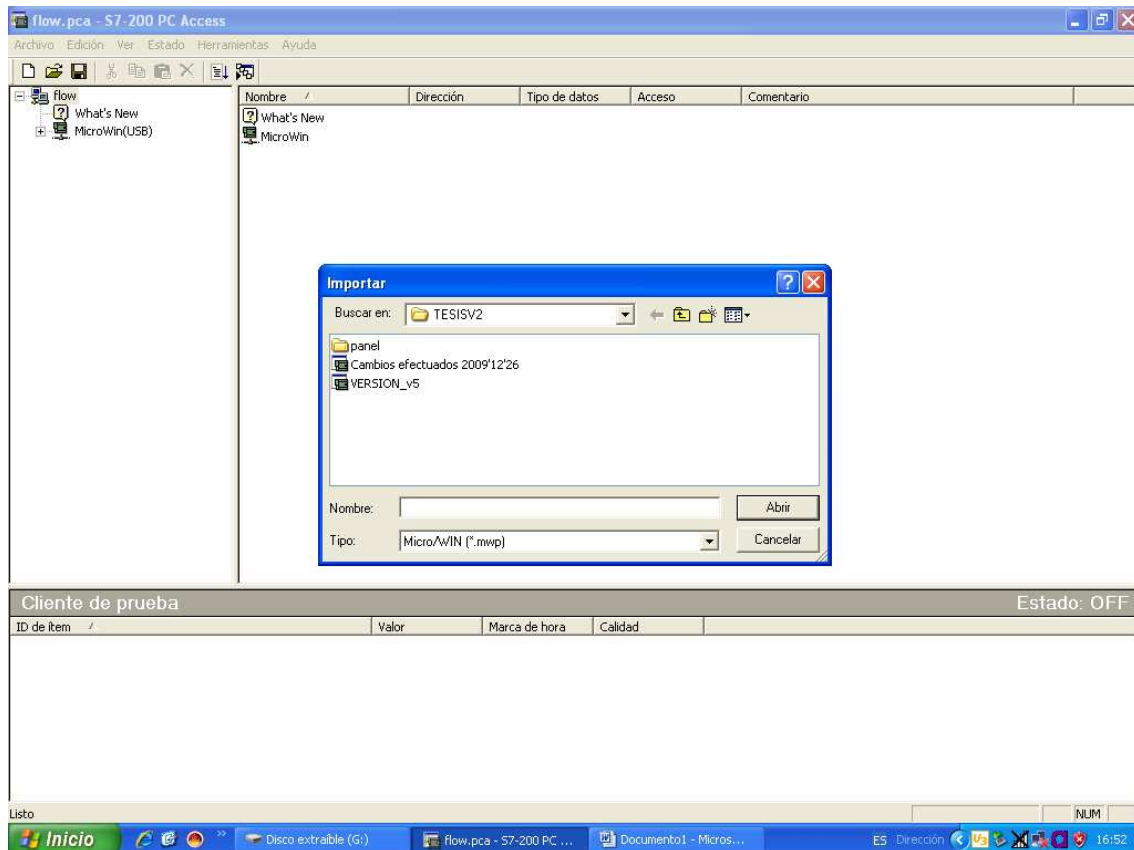 flow.pca - S7-200 PC Access
Archivo Edición Ver Estado Herramientas Ayuda
flow
What's New
MicroWin(USB)
Nombre Dirección Tipo de datos Acceso Comentario
What's New
MicroWin
Importar
Buscar en: TESISV2
panel
Cambios efectuados 2009'12'26
VERSION_v5
Nombre: Abrir
Tipo: Micro/WIN (*.mwp) Cancelar
Cliente de prueba Estado: OFF
ID de ítem Valor Marca de hora Calidad
Listo NUM
Inicio Disco extraíble (G:) flow.pca - S7-200 PC ... Documento1 - Micros... ES Dirección 16:52